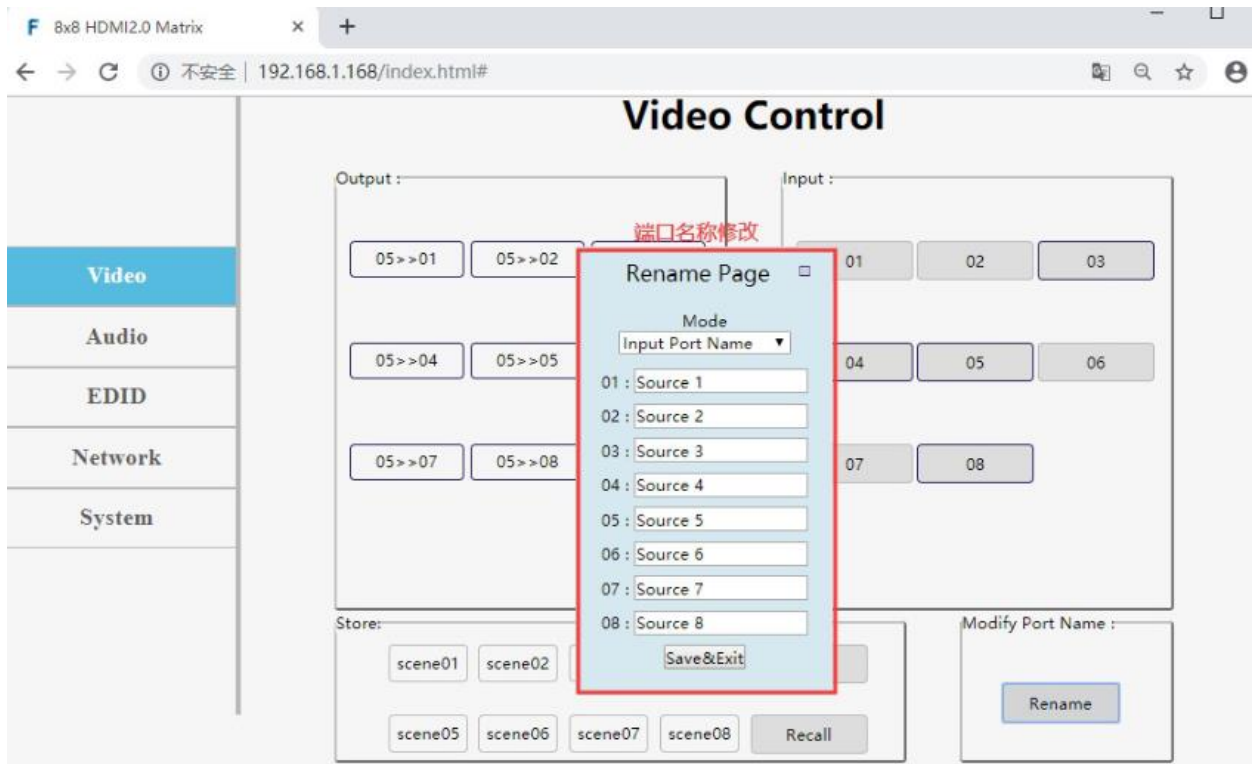 8x8 HDMI2.0 Matrix
不安全 192.168.1.168/index.html#
Video Control
Output :
Input :
端口名称修改
05>>01 05>>02
01 02 03
Rename Page
Video
Mode
Audio
Input Port Name
05>>04 05>>05
04 05 06
01 : Source 1
EDID
02 : Source 2
Network
03 : Source 3
05>>07 05>>08
07 08
04 : Source 4
System
05 : Source 5
06 : Source 6
07 : Source 7
08 : Source 8
Store:
Modify Port Name :
scene01 scene02
Save&Exit
Rename
scene05 scene06 scene07 scene08 Recall